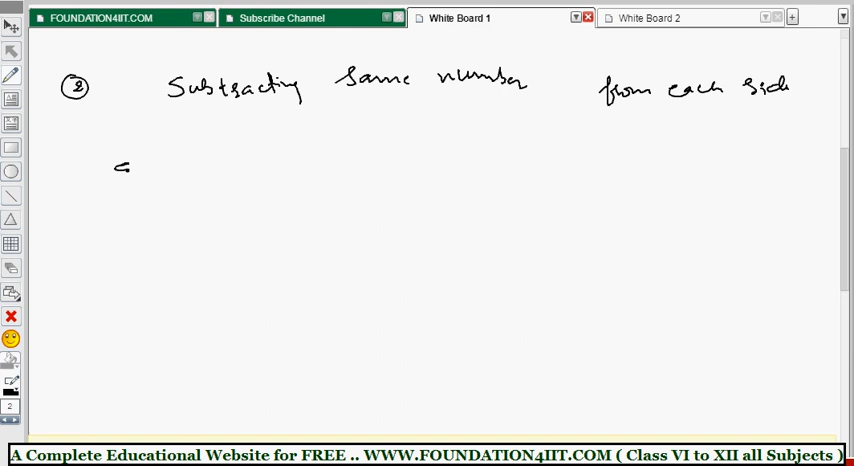 FOUNDATION4IIT.COM Subscribe Channel White Board 1 White Board 2
② Subtracting same number from each side
2
A Complete Educational Website for FREE .. WWW.FOUNDATION4IIT.COM ( Class VI to XII all Subjects )